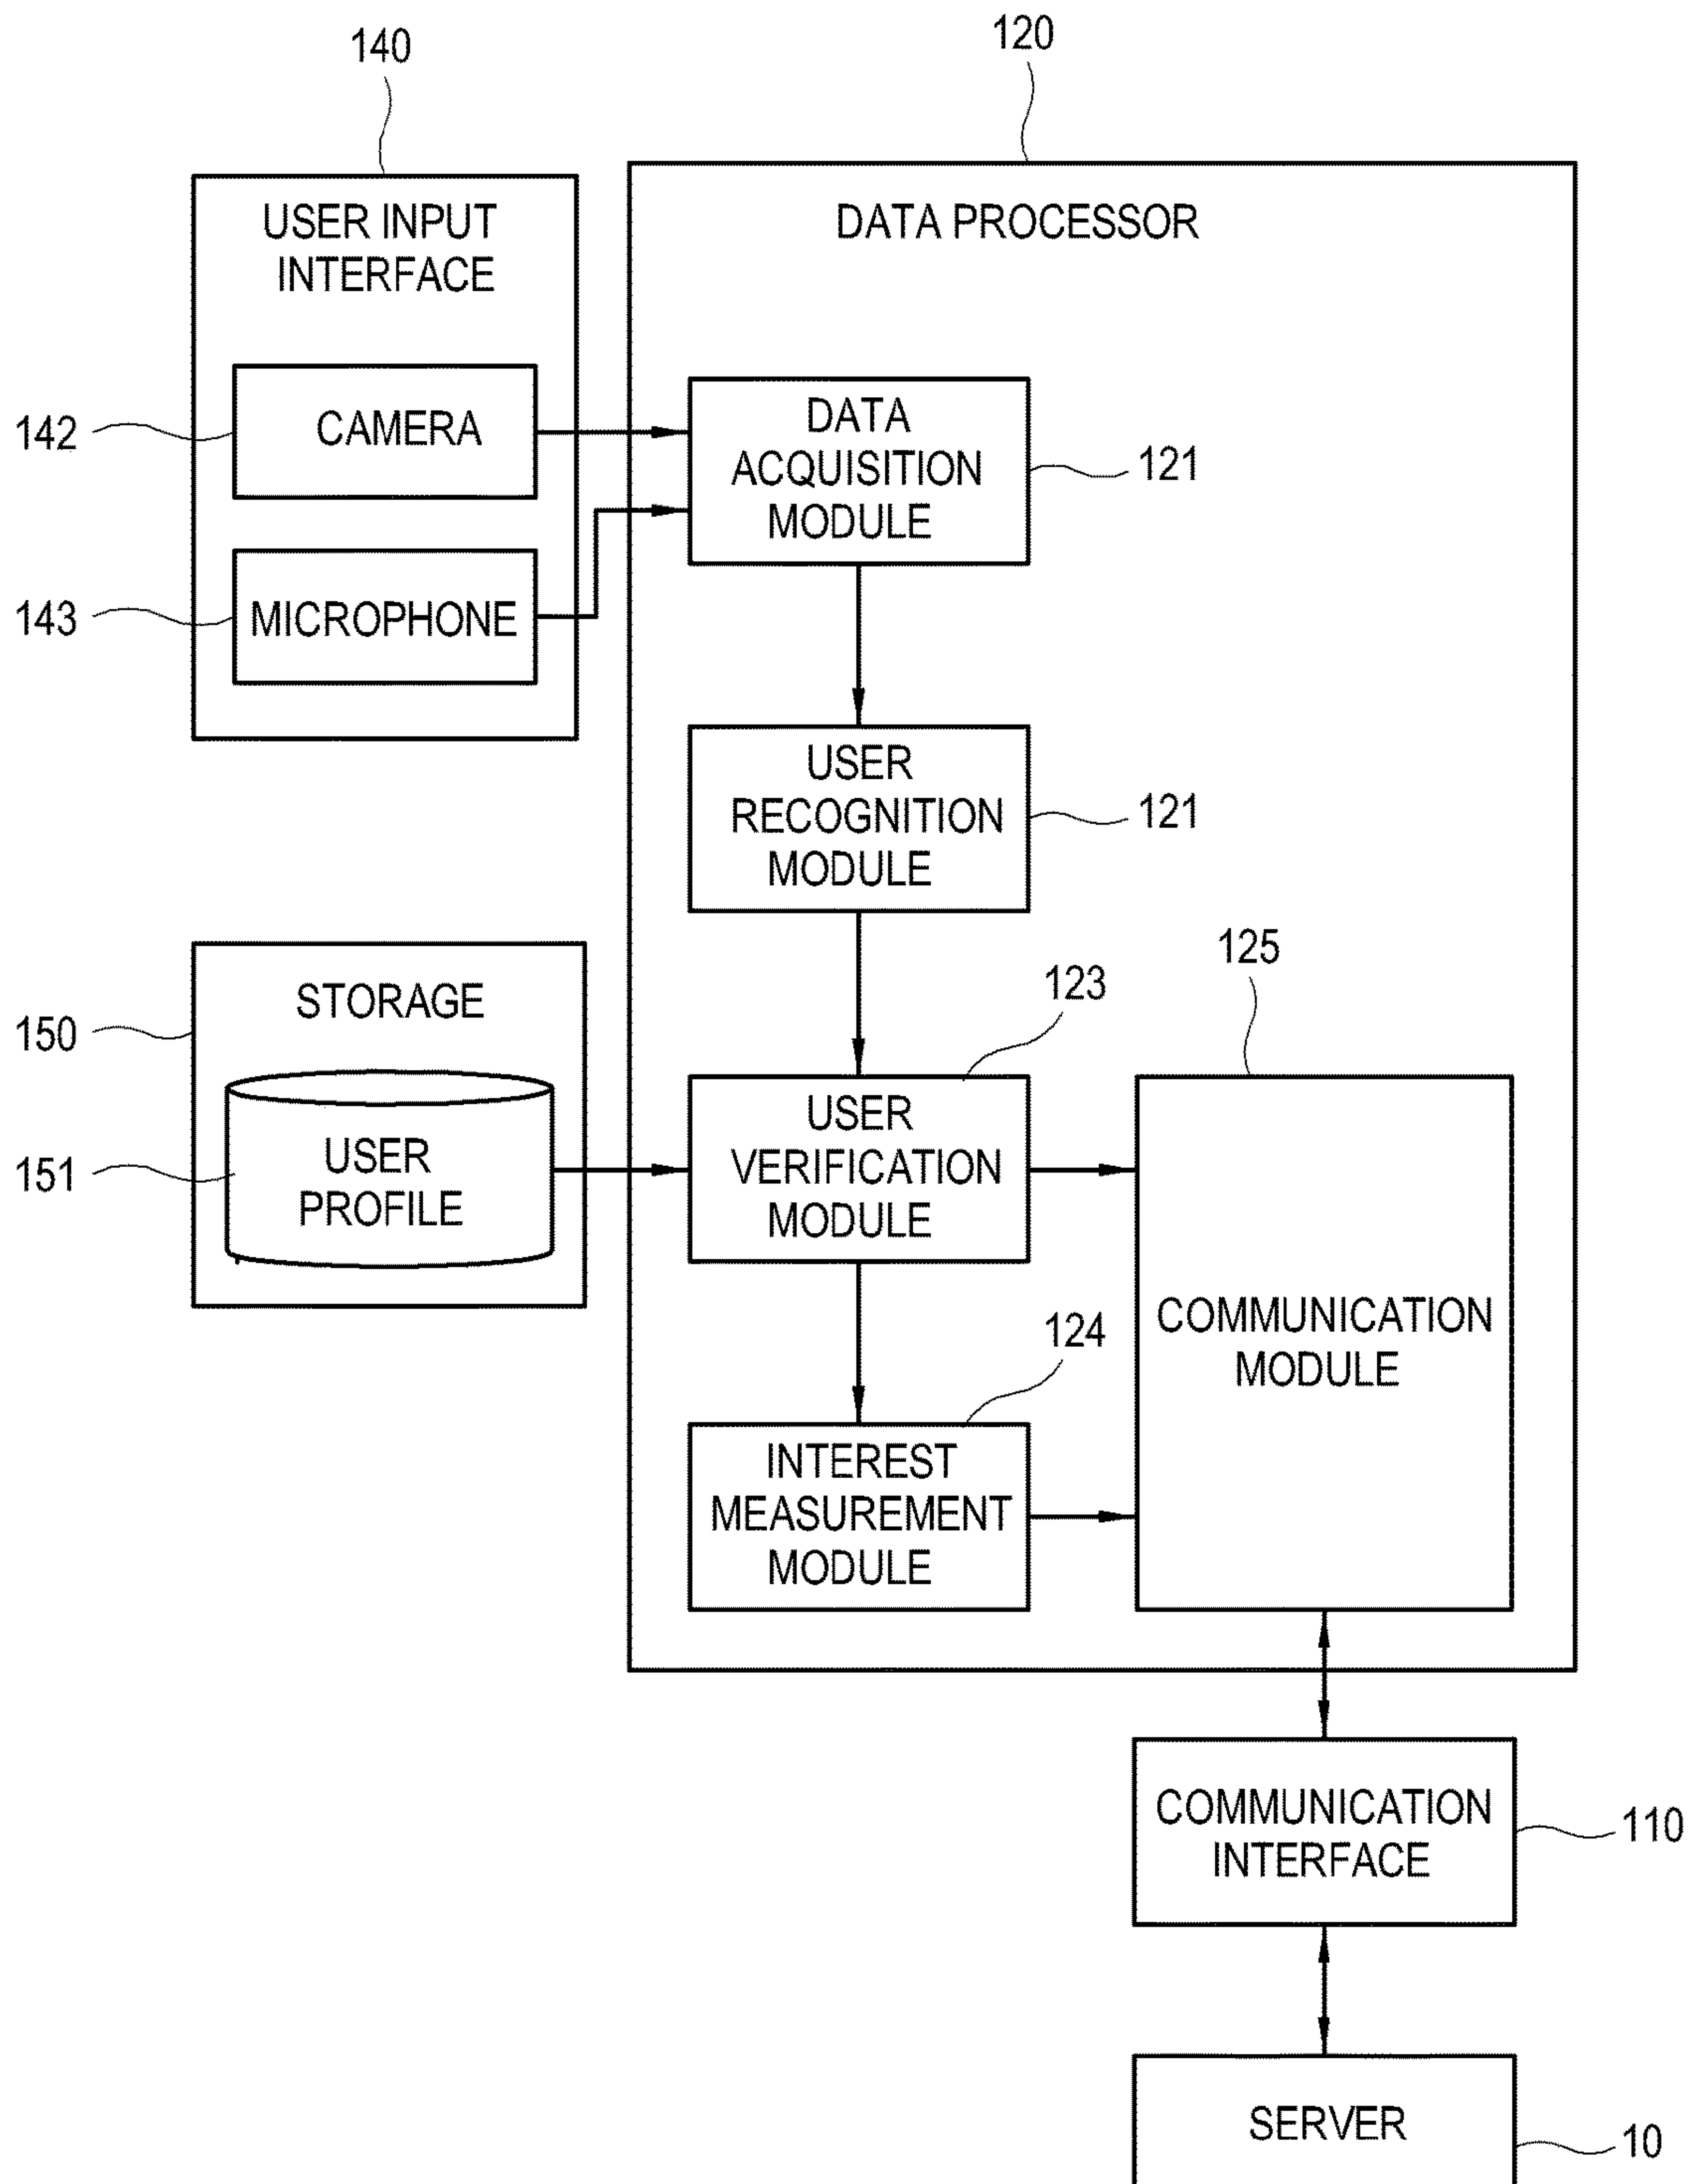 140
120
USER INPUT
INTERFACE
DATA PROCESSOR
142
CAMERA
DATA
ACQUISITION
MODULE
121
143
MICROPHONE
USER
RECOGNITION
MODULE
121
150
STORAGE
123
125
151
USER
PROFILE
USER
VERIFICATION
MODULE
COMMUNICATION
MODULE
124
INTEREST
MEASUREMENT
MODULE
COMMUNICATION
INTERFACE
110
SERVER
10